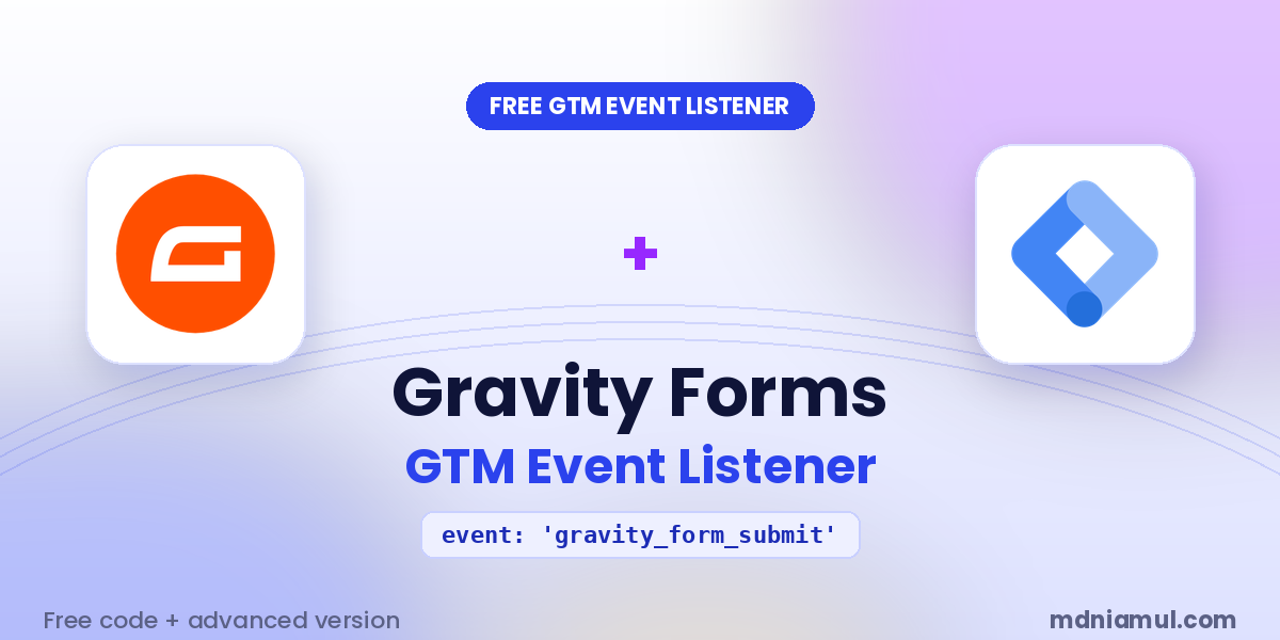 FREE GTM EVENT LISTENER
+
Gravity Forms
GTM Event Listener
event: 'gravity_form_submit'
Free code + advanced version
mdniamul.com